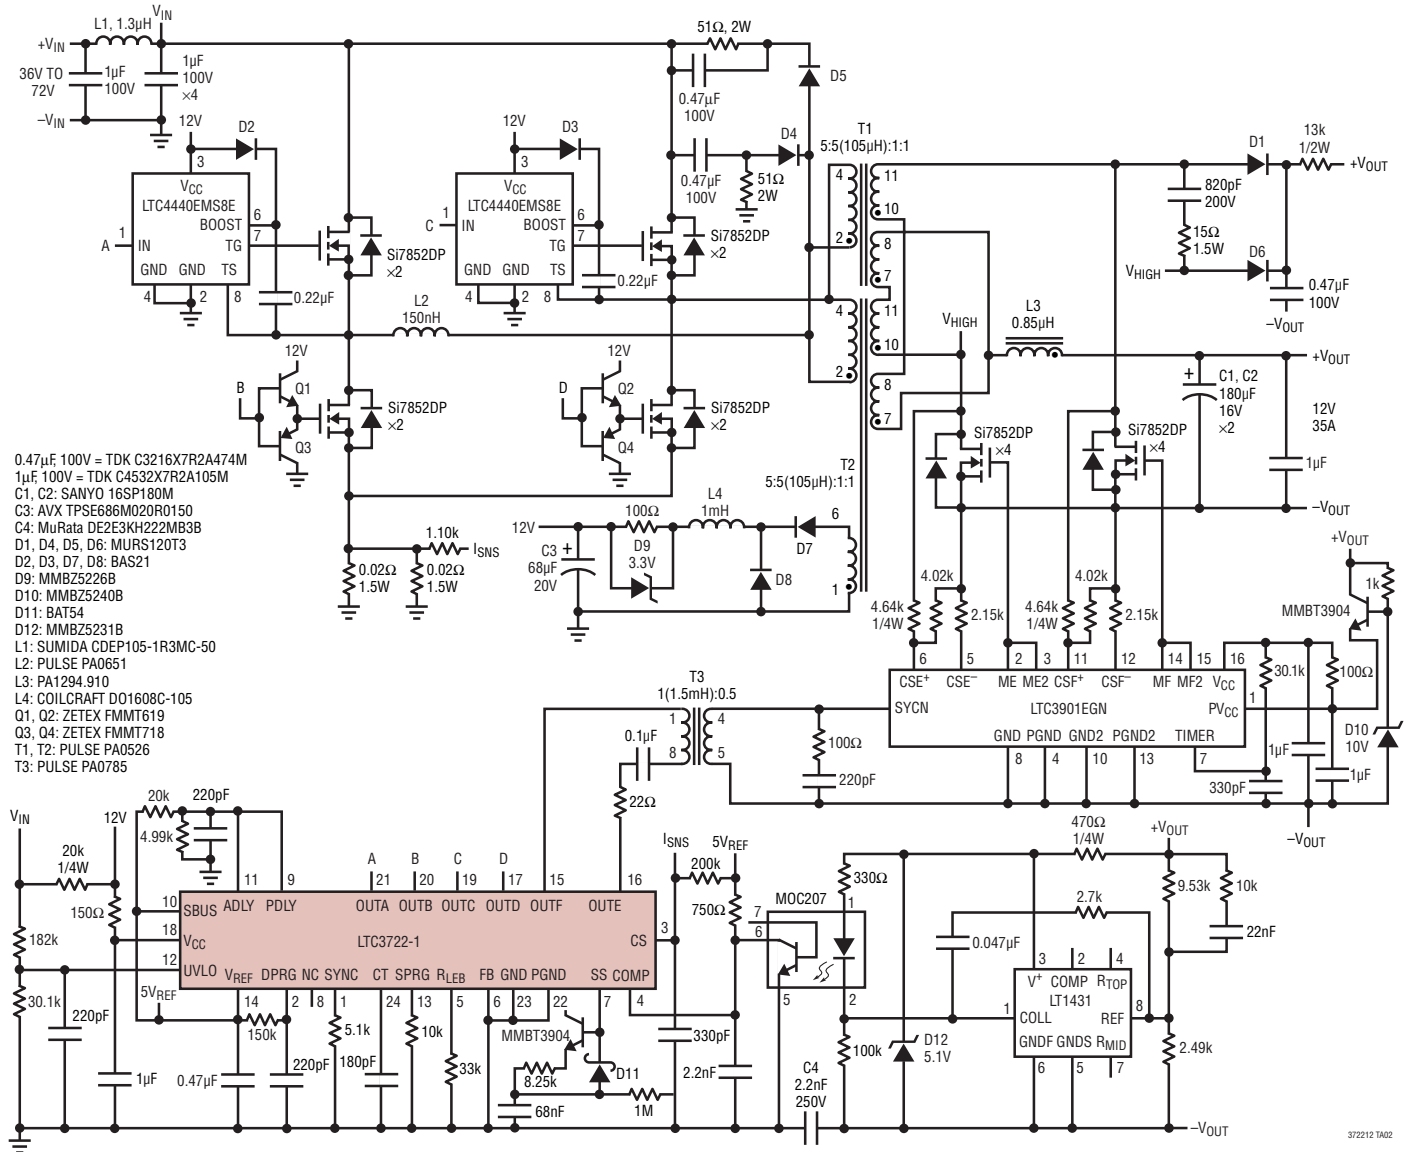 L1, 1.3µH
VIN
+VIN
36V TO
72V
1µF
100V
1µF
100V
×4
−VIN
51Ω, 2W
0.47µF
100V
D5
12V
D2
3
VCC
LTC4440EMS8E
BOOST
6
A
1
IN
TG
7
GND
GND
TS
4
2
8
0.22µF
Si7852DP
×2
12V
D3
3
VCC
LTC4440EMS8E
BOOST
6
C
1
IN
TG
7
GND
GND
TS
4
2
8
0.22µF
Si7852DP
×2
0.47µF
100V
D4
51Ω
2W
L2
150nH
T1
5:5(105µH):1:1
4
2
11
10
8
7
4
2
11
10
8
7
D1
13k
1/2W
+VOUT
820pF
200V
15Ω
1.5W
VHIGH
D6
0.47µF
100V
−VOUT
VHIGH
L3
0.85µH
+VOUT
+
C1, C2
180µF
16V
×2
12V
35A
1µF
−VOUT
12V
B
Q1
Q3
Si7852DP
×2
12V
D
Q2
Q4
Si7852DP
×2
Si7852DP
×4
Si7852DP
×4
0.47µF, 100V = TDK C3216X7R2A474M
1µF, 100V = TDK C4532X7R2A105M
C1, C2: SANYO 16SP180M
C3: AVX TPSE686M020R0150
C4: MuRata DE2E3KH222MB3B
D1, D4, D5, D6: MURS120T3
D2, D3, D7, D8: BAS21
D9: MMBZ5226B
D10: MMBZ5240B
D11: BAT54
D12: MMBZ5231B
L1: SUMIDA CDEP105-1R3MC-50
L2: PULSE PA0651
L3: PA1294.910
L4: COILCRAFT DO1608C-105
Q1, Q2: ZETEX FMMT619
Q3, Q4: ZETEX FMMT718
T1, T2: PULSE PA0526
T3: PULSE PA0785
1.10k
ISNS
0.02Ω
1.5W
0.02Ω
1.5W
T2
5:5(105µH):1:1
12V
100Ω
L4
1mH
6
D7
C3
68µF
20V
+
D9
3.3V
D8
1
4.02k
4.64k
1/4W
2.15k
4.02k
4.64k
1/4W
2.15k
+VOUT
1k
MMBT3904
6
5
2
3
11
12
14
15
16
CSE+
CSE−
ME
ME2
CSF+
CSF−
MF
MF2
VCC
SYCN
LTC3901EGN
PVCC
1
GND
PGND
GND2
PGND2
TIMER
8
4
10
13
7
30.1k
100Ω
D10
10V
1µF
1µF
330pF
−VOUT
T3
1(1.5mH):0.5
1
8
4
5
0.1µF
22Ω
100Ω
220pF
VIN
20k
1/4W
12V
150Ω
20k
220pF
4.99k
182k
30.1k
220pF
1µF
5VREF
11
9
A
B
C
D
21
20
19
17
15
16
10
SBUS
ADLY
PDLY
OUTA
OUTB
OUTC
OUTD
OUTF
OUTE
18
VCC
LTC3722-1
CS
3
12
UVLO
VREF
DPRG
NC
SYNC
CT
SPRG
RLEB
FB
GND
PGND
SS
COMP
14
2
8
1
24
13
5
6
23
22
7
4
150k
0.47µF
220pF
5.1k
180pF
10k
33k
MMBT3904
8.25k
D11
68nF
1M
330pF
2.2nF
ISNS
200k
5VREF
750Ω
MOC207
7
6
1
5
2
330Ω
100k
C4
2.2nF
250V
D12
5.1V
470Ω
1/4W
+VOUT
2.7k
0.047µF
9.53k
10k
22nF
3
2
4
V+
COMP
RTOP
LT1431
1
COLL
REF
8
GNDF
GNDS
RMID
6
5
7
2.49k
−VOUT
372212 TA02